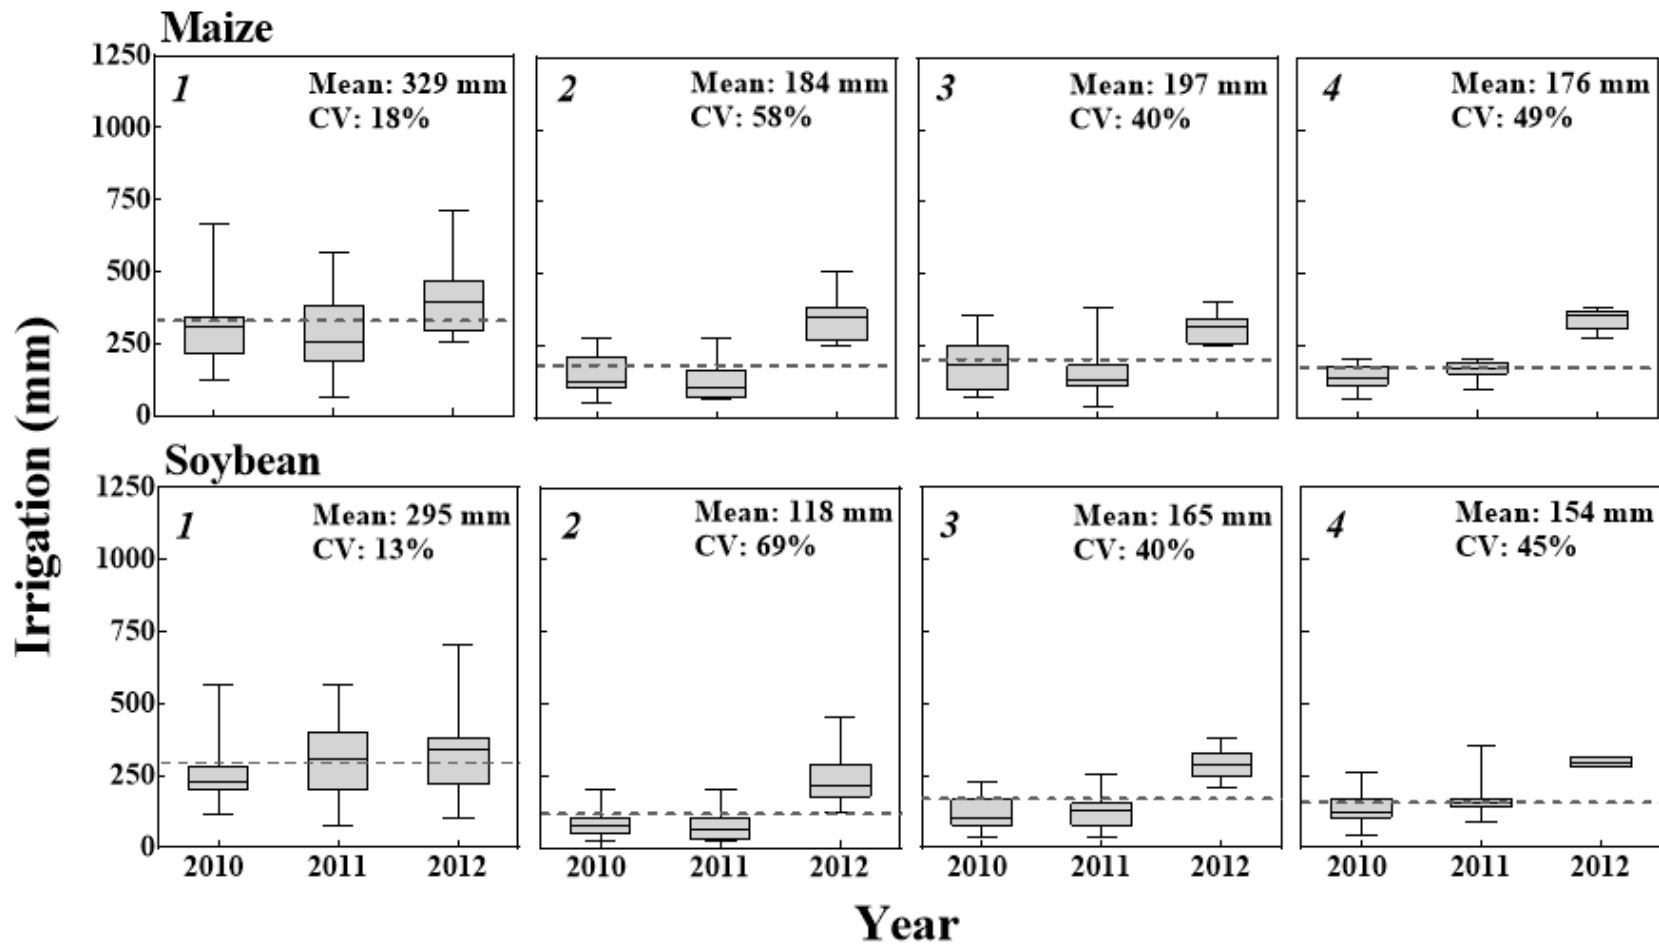 Maize
1250
1000
750
500
250
0
1
Mean: 329 mm
CV: 18%
2
Mean: 184 mm
CV: 58%
3
Mean: 197 mm
CV: 40%
4
Mean: 176 mm
CV: 49%
Irrigation (mm)
Soybean
1250
1000
750
500
250
0
1
Mean: 295 mm
CV: 13%
2
Mean: 118 mm
CV: 69%
3
Mean: 165 mm
CV: 40%
4
Mean: 154 mm
CV: 45%
2010 2011 2012
2010 2011 2012
2010 2011 2012
2010 2011 2012
Year